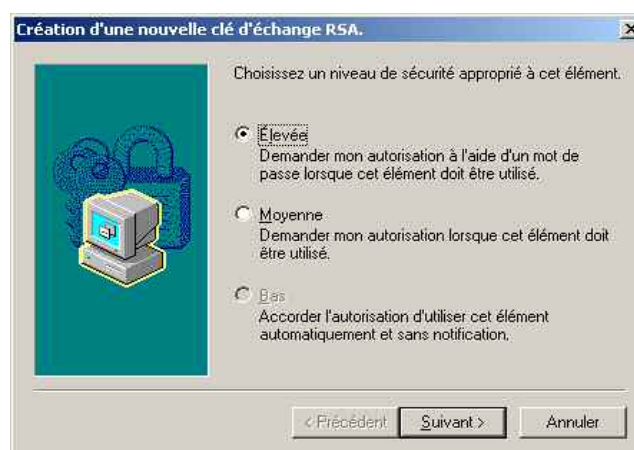 Création d'une nouvelle clé d'échange RSA.
Choisissez un niveau de sécurité approprié à cet élément.
Élevée
Demander mon autorisation à l'aide d'un mot de
passe lorsque cet élément doit être utilisé.
Moyenne
Demander mon autorisation lorsque cet élément doit
être utilisé.
Bas
Accorder l'autorisation d'utiliser cet élément
automatiquement et sans notification.
< Précédent Suivant > Annuler